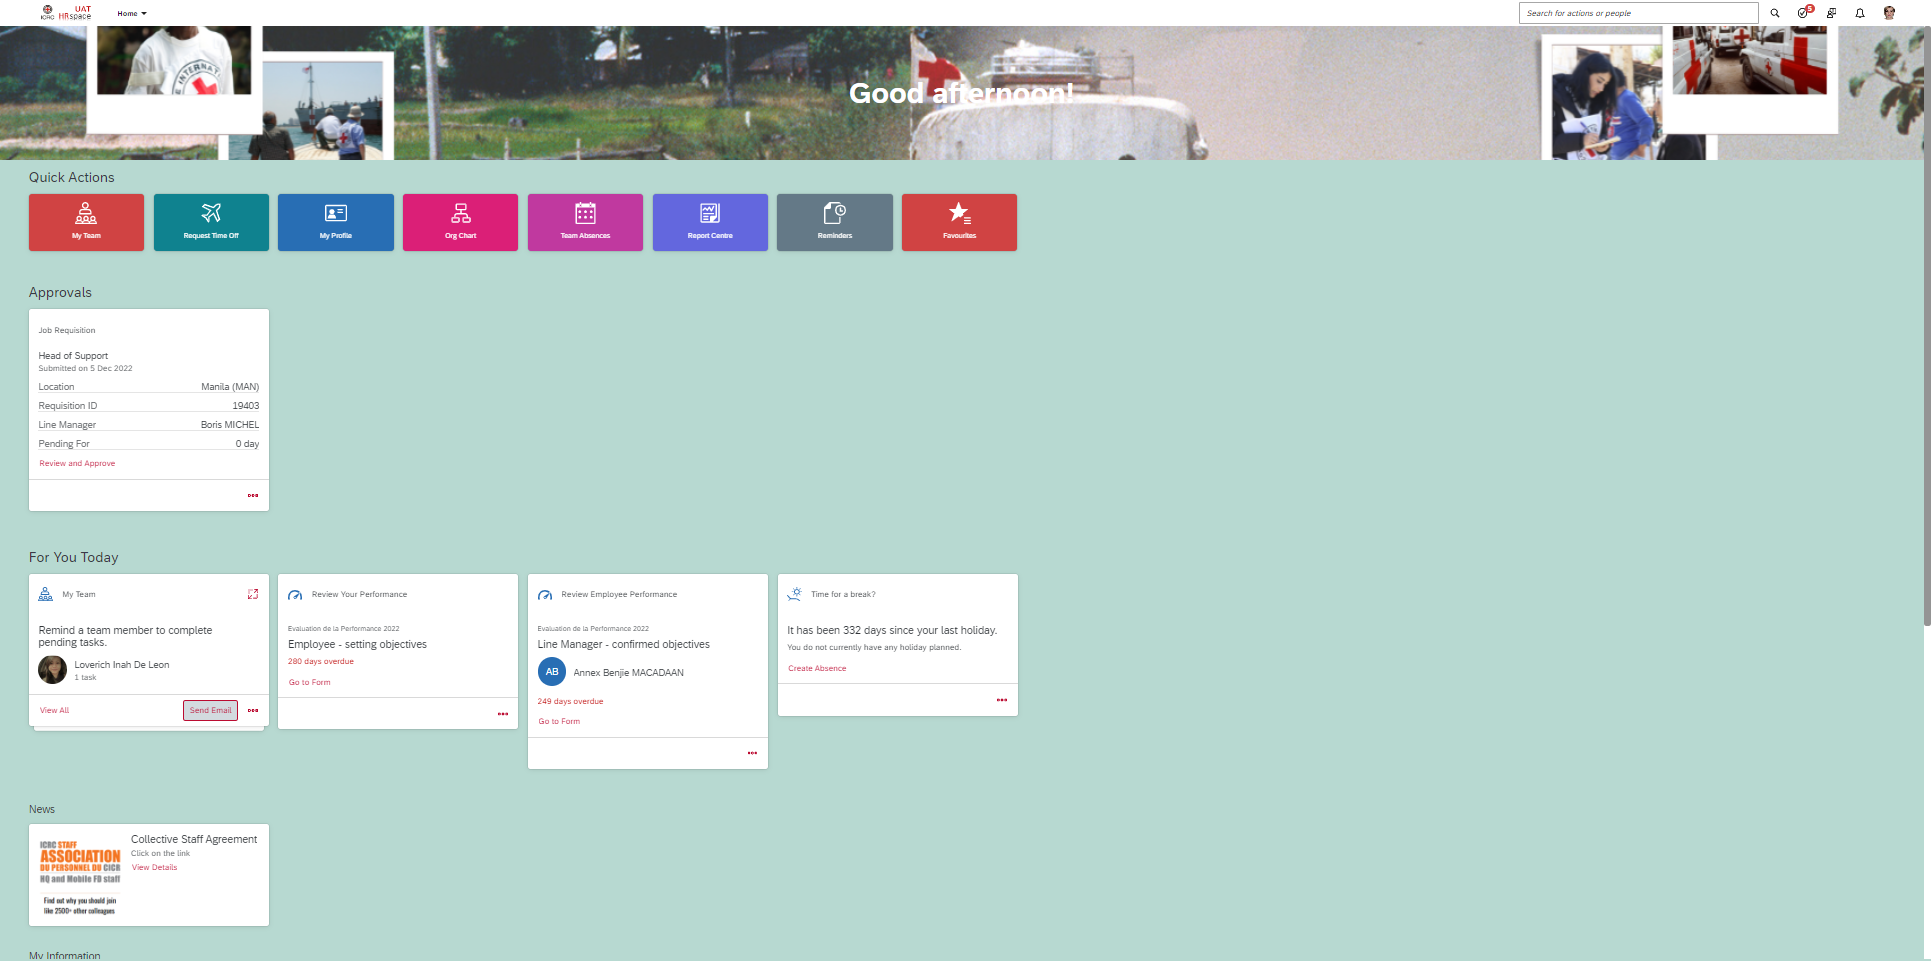 ICRC
UAT
HRspace
Home
Search for actions or people
5
INTERNATI
Good afternoon!
Quick Actions
My Team
Request Time Off
My Profile
Org Chart
Team Absences
Report Centre
Reminders
Favourites
Approvals
Job Requisition
Head of Support
Submitted on 5 Dec 2022
Location Manila (MAN)
Requisition ID 19403
Line Manager Boris MICHEL
Pending For 0 day
Review and Approve
For You Today
My Team
Remind a team member to complete
pending tasks.
Loverich Inah De Leon
1 task
View All Send Email
Review Your Performance
Evaluation de la Performance 2022
Employee - setting objectives
280 days overdue
Go to Form
Review Employee Performance
Evaluation de la Performance 2022
Line Manager - confirmed objectives
AB Annex Benjie MACADAAN
249 days overdue
Go to Form
Time for a break?
It has been 332 days since your last holiday.
You do not currently have any holiday planned.
Create Absence
News
ICRC STAFF
ASSOCIATION
DU PERSONNEL DU CICR
HQ and Mobile FD staff
Find out why you should join
like 2500+ other colleagues
Collective Staff Agreement
Click on the link
View Details
My Information